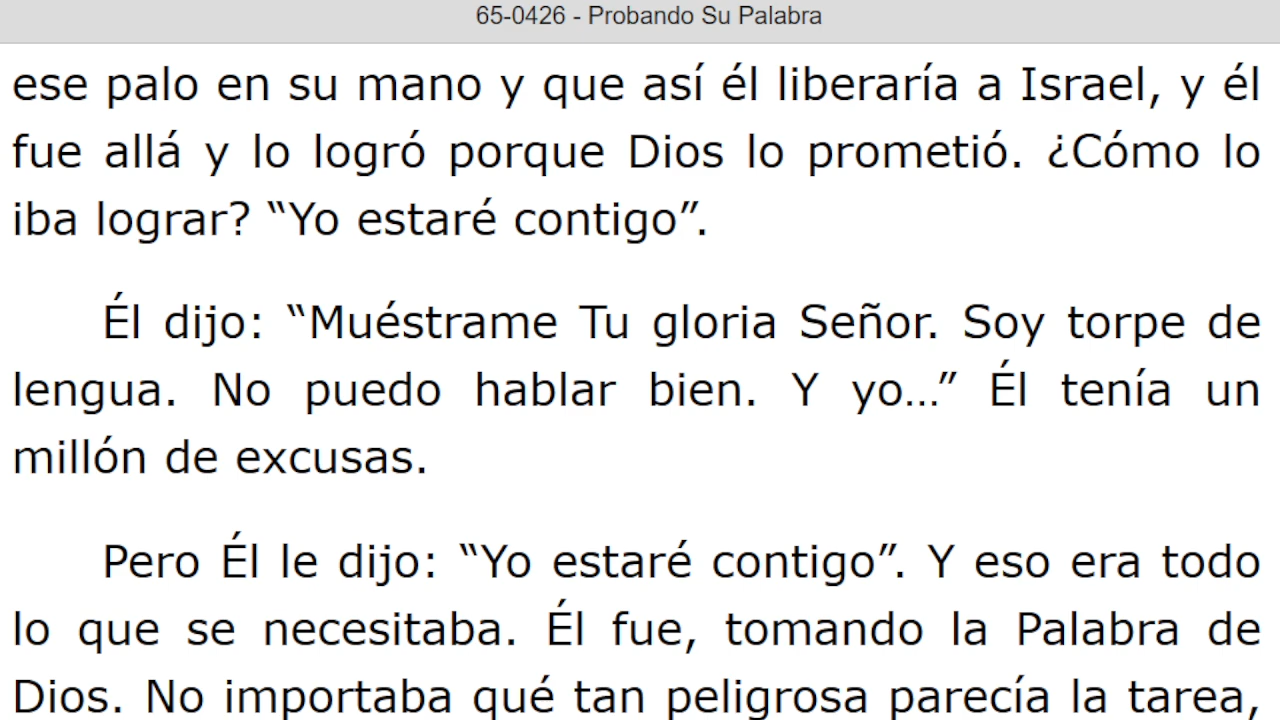 65-0426 - Probando Su Palabra
ese palo en su mano y que así él liberaría a Israel, y él
fue allá y lo logró porque Dios lo prometió. ¿Cómo lo
iba lograr? “Yo estaré contigo”.
Él dijo: “Muéstrame Tu gloria Señor. Soy torpe de
lengua. No puedo hablar bien. Y yo…” Él tenía un
millón de excusas.
Pero Él le dijo: “Yo estaré contigo”. Y eso era todo
lo que se necesitaba. Él fue, tomando la Palabra de
Dios. No importaba qué tan peligrosa parecía la tarea,